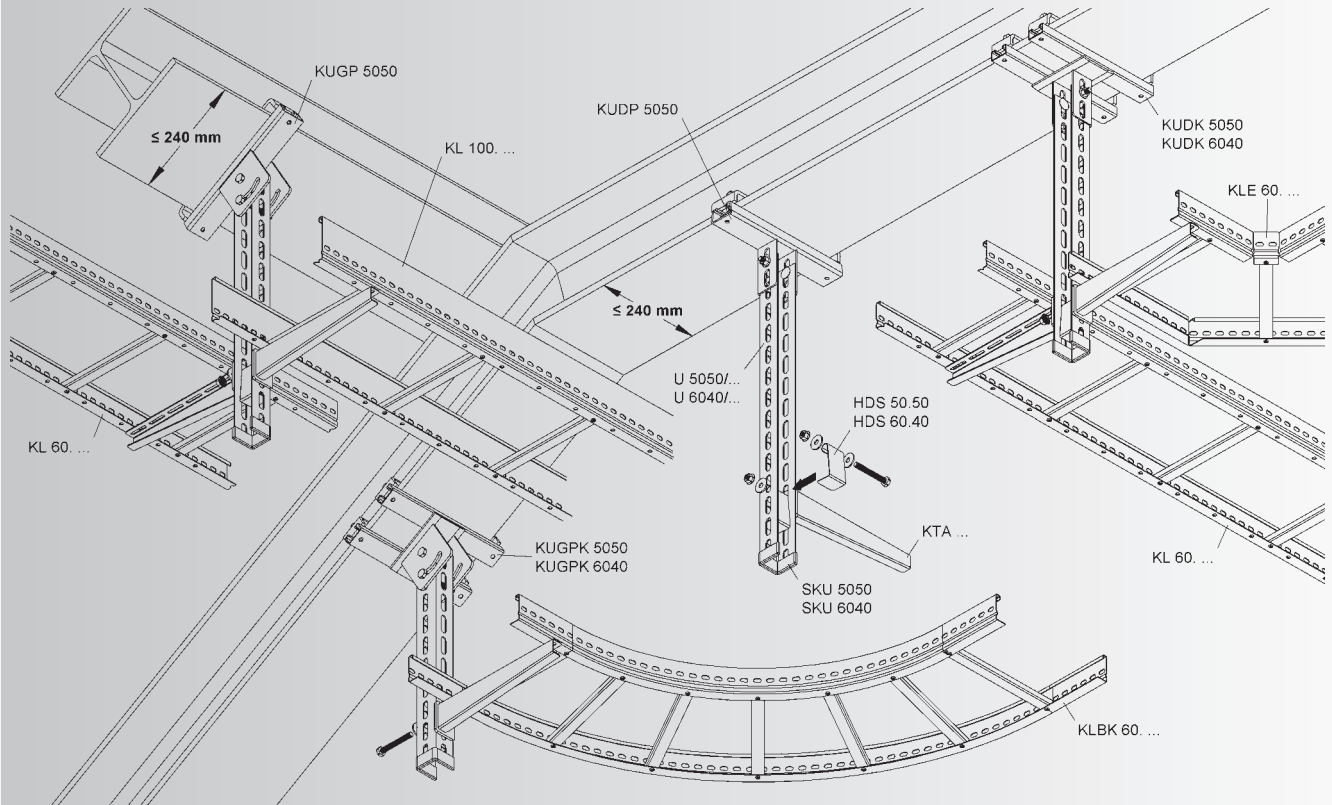 KUGP 5050
≤ 240 mm
KL 100. ...
KUDP 5050
KUDK 5050
KUDK 6040
KLE 60. ...
≤ 240 mm
U 5050/...
U 6040/...
HDS 50.50
HDS 60.40
KL 60. ...
KTA ...
KUGPK 5050
KUGPK 6040
KL 60. ...
SKU 5050
SKU 6040
KLBK 60. ...